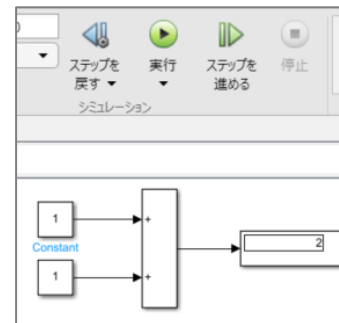 ステップを
戻す
実行
ステップを
進める
停止
シミュレーション
1
Constant
1
+
+
2